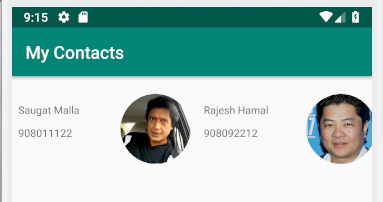 9:15
My Contacts
Saugat Malla
908011122
Rajesh Hamal
908092212